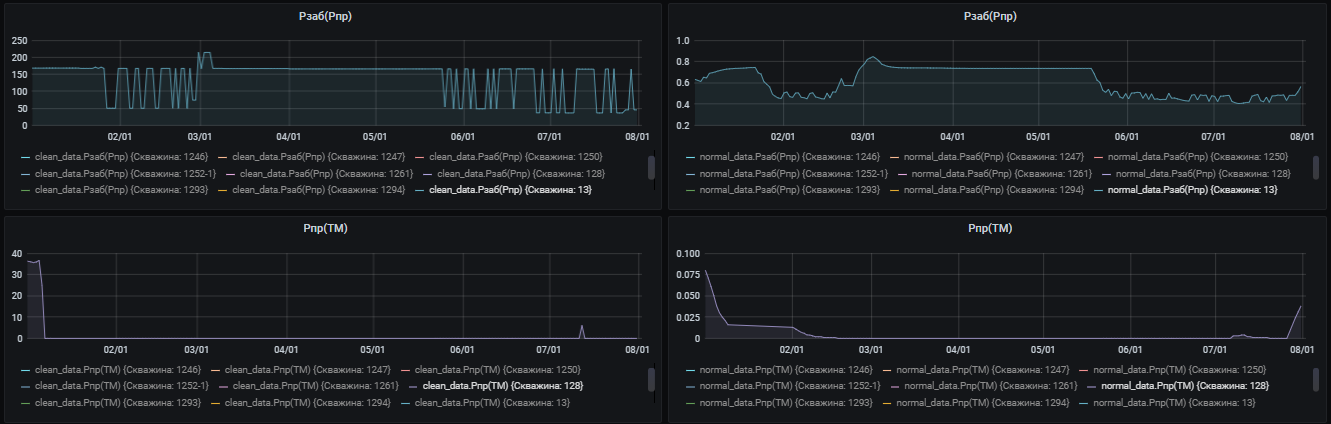 Рзаб(Рпр)
250
200
150
100
50
0
02/01 03/01 04/01 05/01 06/01 07/01 08/01
clean_data.Рзаб(Рпр) {Скважина: 1246} clean_data.Рзаб(Рпр) {Скважина: 1247} clean_data.Рзаб(Рпр) {Скважина: 1250}
clean_data.Рзаб(Рпр) {Скважина: 1252-1} clean_data.Рзаб(Рпр) {Скважина: 1261} clean_data.Рзаб(Рпр) {Скважина: 128}
clean_data.Рзаб(Рпр) {Скважина: 1293} clean_data.Рзаб(Рпр) {Скважина: 1294} clean_data.Рзаб(Рпр) {Скважина: 13}
Рзаб(Рпр)
1.0
0.8
0.6
0.4
0.2
02/01 03/01 04/01 05/01 06/01 07/01 08/01
normal_data.Рзаб(Рпр) {Скважина: 1246} normal_data.Рзаб(Рпр) {Скважина: 1247} normal_data.Рзаб(Рпр) {Скважина: 1250}
normal_data.Рзаб(Рпр) {Скважина: 1252-1} normal_data.Рзаб(Рпр) {Скважина: 1261} normal_data.Рзаб(Рпр) {Скважина: 128}
normal_data.Рзаб(Рпр) {Скважина: 1293} normal_data.Рзаб(Рпр) {Скважина: 1294} normal_data.Рзаб(Рпр) {Скважина: 13}
Рпр(ТМ)
40
30
20
10
0
02/01 03/01 04/01 05/01 06/01 07/01 08/01
clean_data.Рпр(ТМ) {Скважина: 1246} clean_data.Рпр(ТМ) {Скважина: 1247} clean_data.Рпр(ТМ) {Скважина: 1250}
clean_data.Рпр(ТМ) {Скважина: 1252-1} clean_data.Рпр(ТМ) {Скважина: 1261} clean_data.Рпр(ТМ) {Скважина: 128}
clean_data.Рпр(ТМ) {Скважина: 1293} clean_data.Рпр(ТМ) {Скважина: 1294} clean_data.Рпр(ТМ) {Скважина: 13}
Рпр(ТМ)
0.100
0.075
0.050
0.025
0
02/01 03/01 04/01 05/01 06/01 07/01 08/01
normal_data.Рпр(ТМ) {Скважина: 1246} normal_data.Рпр(ТМ) {Скважина: 1247} normal_data.Рпр(ТМ) {Скважина: 1250}
normal_data.Рпр(ТМ) {Скважина: 1252-1} normal_data.Рпр(ТМ) {Скважина: 1261} normal_data.Рпр(ТМ) {Скважина: 128}
normal_data.Рпр(ТМ) {Скважина: 1293} normal_data.Рпр(ТМ) {Скважина: 1294} normal_data.Рпр(ТМ) {Скважина: 13}